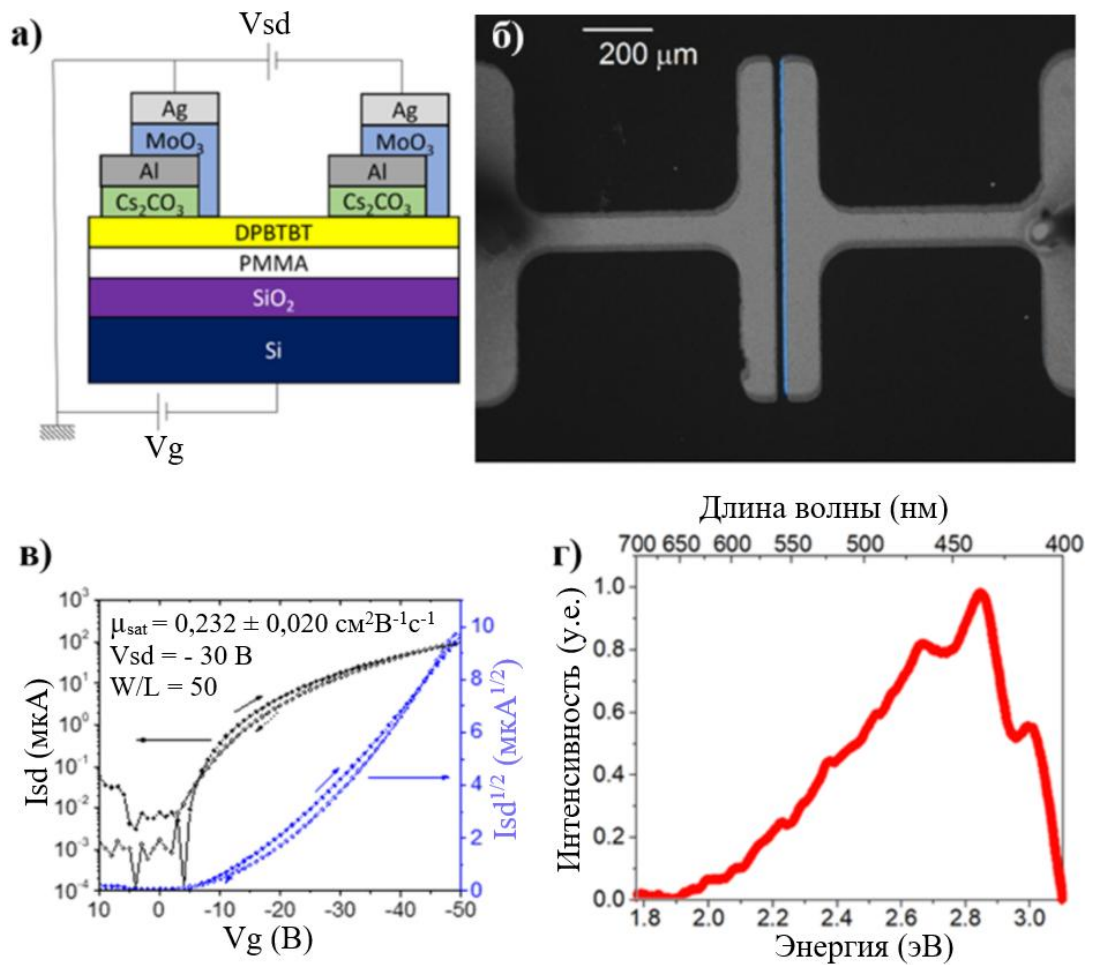 а)
Vsd
Ag
Ag
MoO3
MoO3
Al
Al
Cs2CO3
Cs2CO3
DPBTBT
PMMA
SiO2
Si
Vg
б)
200 µm
в)
10³
10²
10¹
10⁰
10⁻¹
10⁻²
10⁻³
10⁻⁴
Isd (мкА)
µsat = 0,232 ± 0,020 см²В⁻¹с⁻¹
Vsd = - 30 В
W/L = 50
10
8
6
4
2
0
Isd^1/2 (мкА^1/2)
10 0 -10 -20 -30 -40 -50
Vg (В)
г)
Длина волны (нм)
700 650 600 550 500 450 400
1.0
0.8
0.6
0.4
0.2
0.0
Интенсивность (у.е.)
1.8 2.0 2.2 2.4 2.6 2.8 3.0
Энергия (эВ)